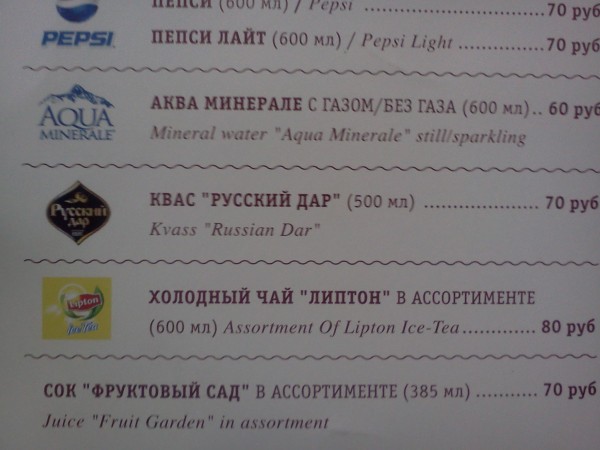 ПЕПСИ (600 мл) / Pepsi ........ 70 руб
PEPSI
ПЕПСИ ЛАЙТ (600 мл) / Pepsi Light ........ 70 руб
AQUA MINERALE
АКВА МИНЕРАЛЕ С ГАЗОМ/БЕЗ ГАЗА (600 мл).. 60 руб
Mineral water "Aqua Minerale" still/sparkling
Русский Дар
КВАС "РУССКИЙ ДАР" (500 мл) ........ 70 руб
Kvass "Russian Dar"
Lipton
Ice Tea
ХОЛОДНЫЙ ЧАЙ "ЛИПТОН" В АССОРТИМЕНТЕ
(600 мл) Assortment Of Lipton Ice-Tea ........ 80 руб
СОК "ФРУКТОВЫЙ САД" В АССОРТИМЕНТЕ (385 мл) ........ 70 руб
Juice "Fruit Garden" in assortment